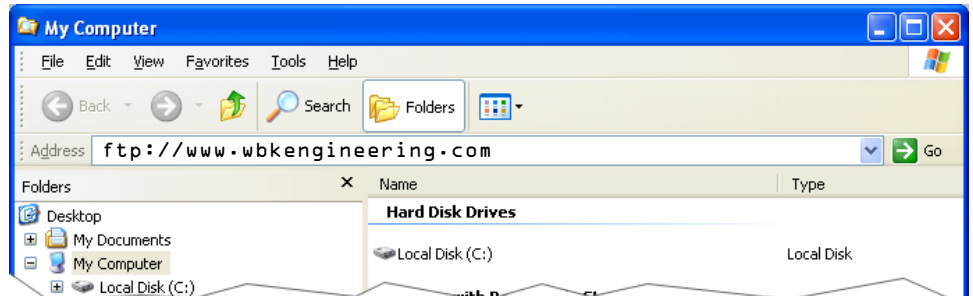 My Computer
File Edit View Favorites Tools Help
Back Search Folders
Address ftp://www.wbkengineering.com Go
Folders x Name Type
Desktop Hard Disk Drives
My Documents
My Computer Local Disk (C:) Local Disk
Local Disk (C:) with